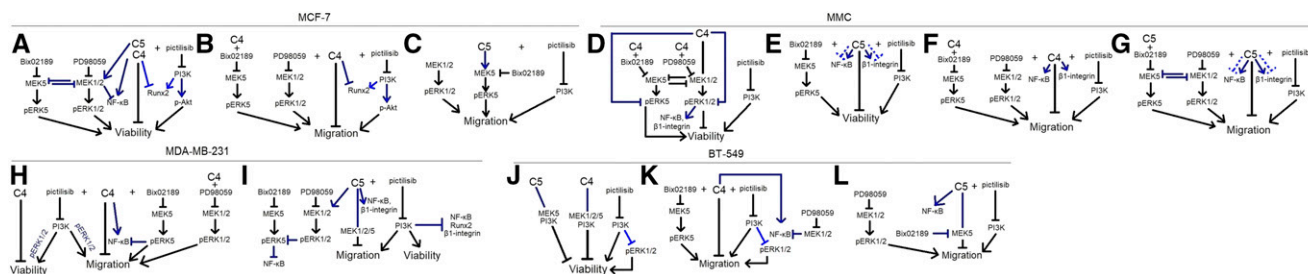 MCF-7
MMC
A
C5
C4
+
pictilisib
Bix02189
PD98059
MEK5
MEK1/2
PI3K
NF-κB
Runx2
p-Akt
pERK5
pERK1/2
Viability
B
C4
+
Bix02189
PD98059
+
C4
+
pictilisib
MEK5
MEK1/2
PI3K
Runx2
p-Akt
pERK5
pERK1/2
Migration
C
C5
+
pictilisib
MEK1/2
MEK5
Bix02189
pERK1/2
pERK5
PI3K
Migration
D
C4
C4
+
Bix02189
C4
+
PD98059
pictilisib
MEK5
MEK1/2
PI3K
pERK5
pERK1/2
NF-κB,
β1-integrin
Viability
E
Bix02189
+
C5
+
pictilisib
MEK5
NF-κB
β1-integrin
pERK5
PI3K
Viability
F
C4
+
Bix02189
PD98059
+
C4
+
pictilisib
MEK5
MEK1/2
NF-κB
β1-integrin
pERK5
pERK1/2
PI3K
Migration
G
C5
+
Bix02189
PD98059
+
C5
+
pictilisib
MEK5
MEK1/2
NF-κB
β1-integrin
pERK5
pERK1/2
PI3K
Migration
MDA-MB-231
BT-549
H
C4
pictilisib
+
C4
+
Bix02189
C4
+
PD98059
PI3K
MEK5
MEK1/2
pERK1/2
pERK1/2
NF-κB
pERK5
pERK1/2
Viability
Migration
I
Bix02189
PD98059
C5
+
pictilisib
MEK5
MEK1/2
NF-κB,
β1-integrin
pERK5
pERK1/2
MEK1/2/5
PI3K
NF-κB
Runx2
β1-integrin
NF-κB
Migration
Viability
J
C5
C4
pictilisib
MEK5
PI3K
MEK1/2/5
PI3K
PI3K
pERK1/2
Viability
K
Bix02189
+
C4
+
pictilisib
MEK5
PI3K
NF-κB
PD98059
MEK1/2
pERK5
pERK1/2
Migration
L
PD98059
C5
+
pictilisib
MEK1/2
NF-κB
pERK1/2
Bix02189
MEK5
PI3K
Migration